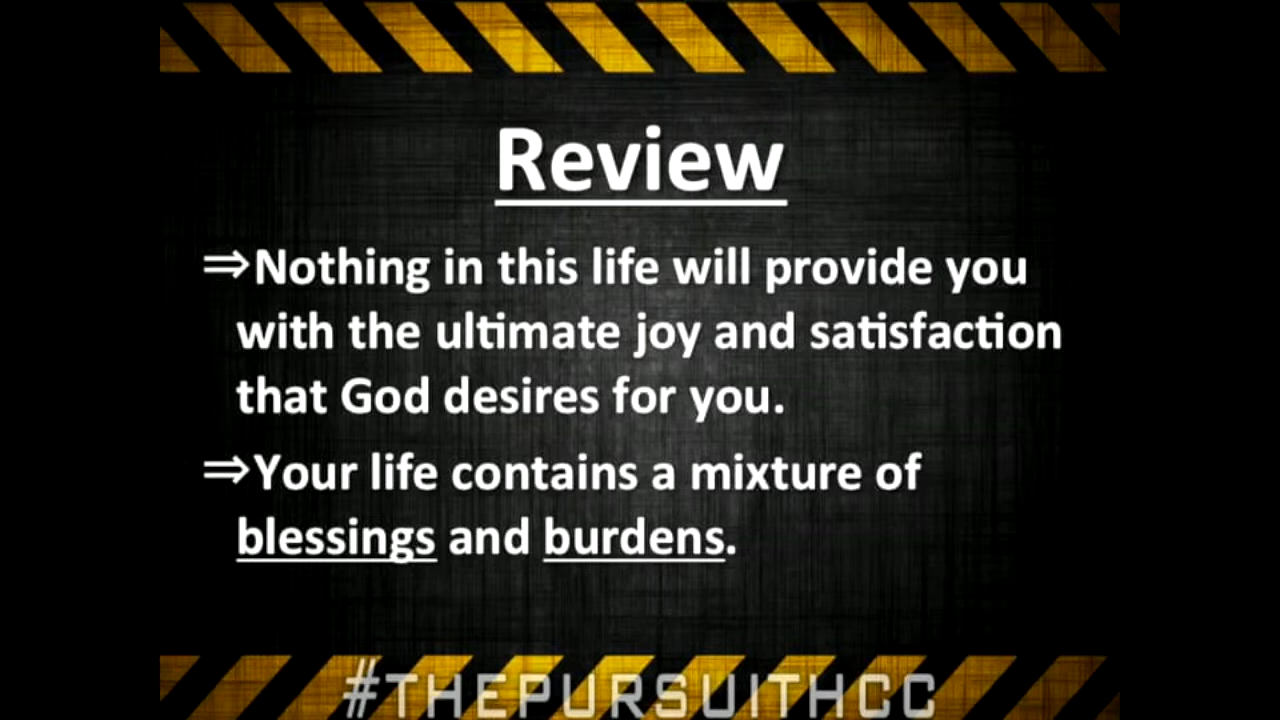 Review
⇒Nothing in this life will provide you
with the ultimate joy and satisfaction
that God desires for you.
⇒Your life contains a mixture of
blessings and burdens.
#THEPURSUITHCC